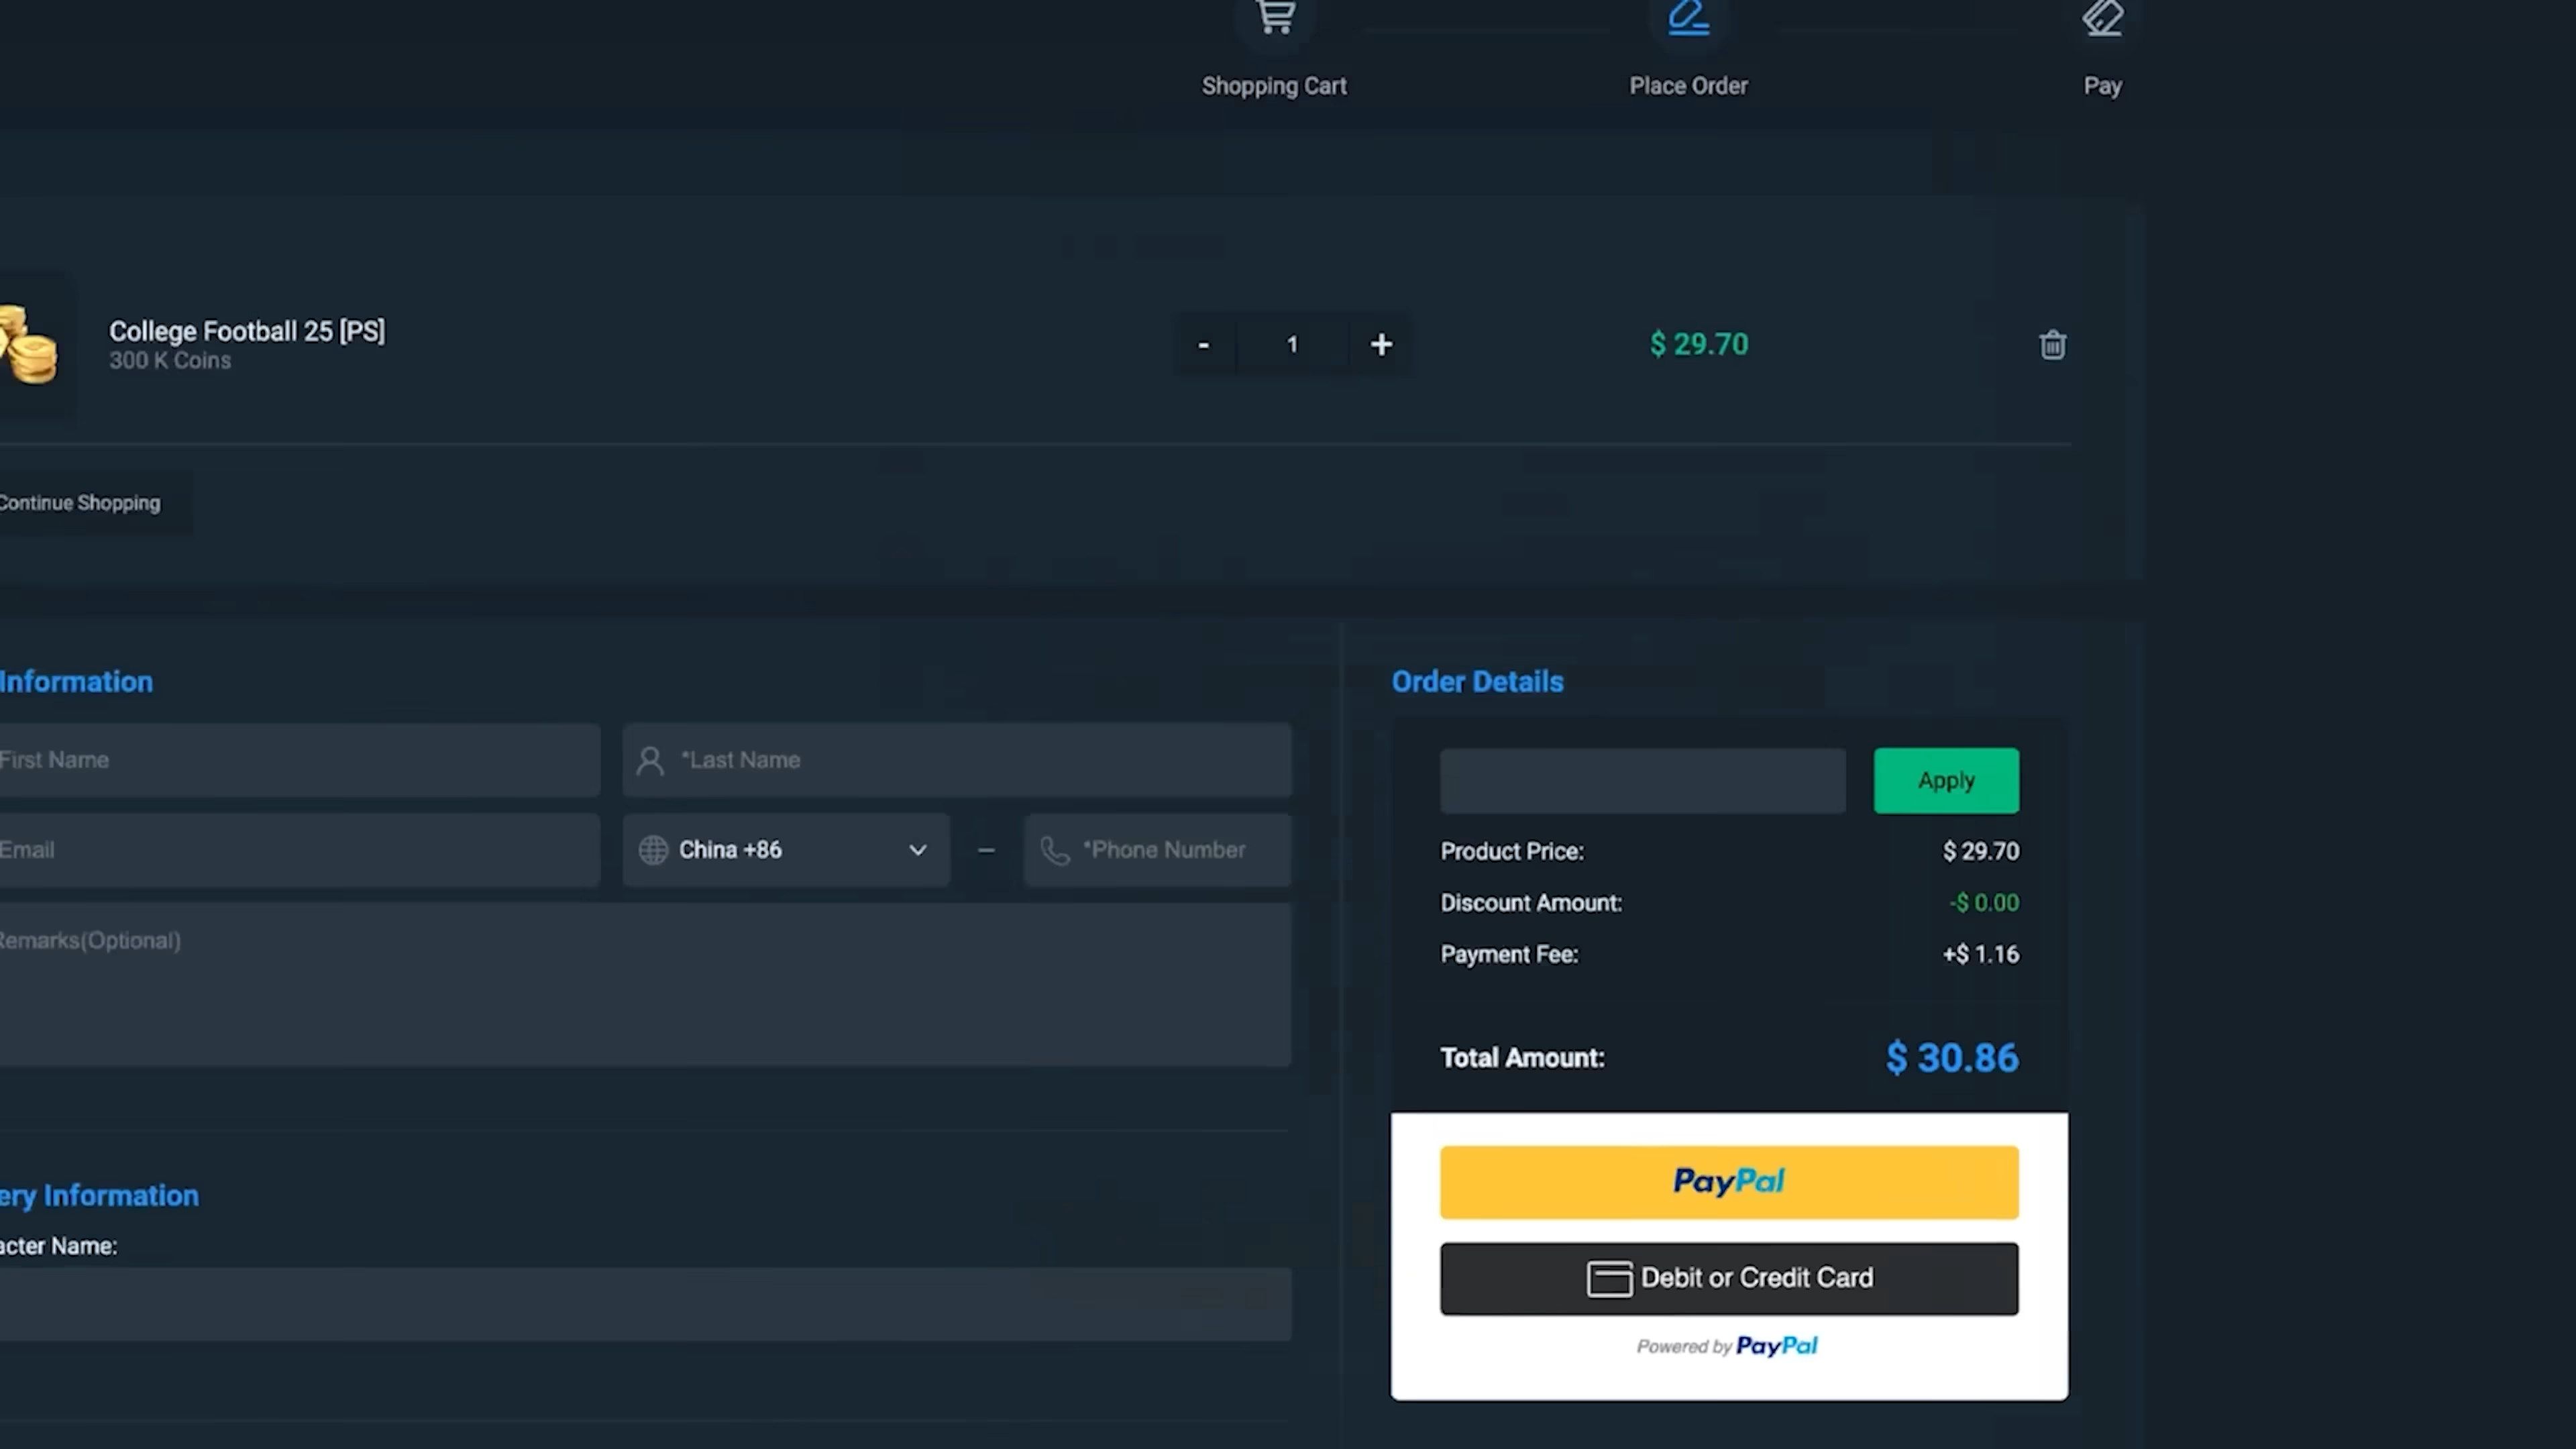 Shopping Cart
Place Order
Pay
College Football 25 [PS]
300 K Coins
- 1 +
$ 29.70
Continue Shopping
Information
Order Details
First Name
*Last Name
Apply
Email
China +86
–
*Phone Number
Product Price:
$ 29.70
Discount Amount:
-$ 0.00
Remarks(Optional)
Payment Fee:
+$ 1.16
Total Amount:
$ 30.86
PayPal
ery Information
acter Name:
Debit or Credit Card
Powered by PayPal